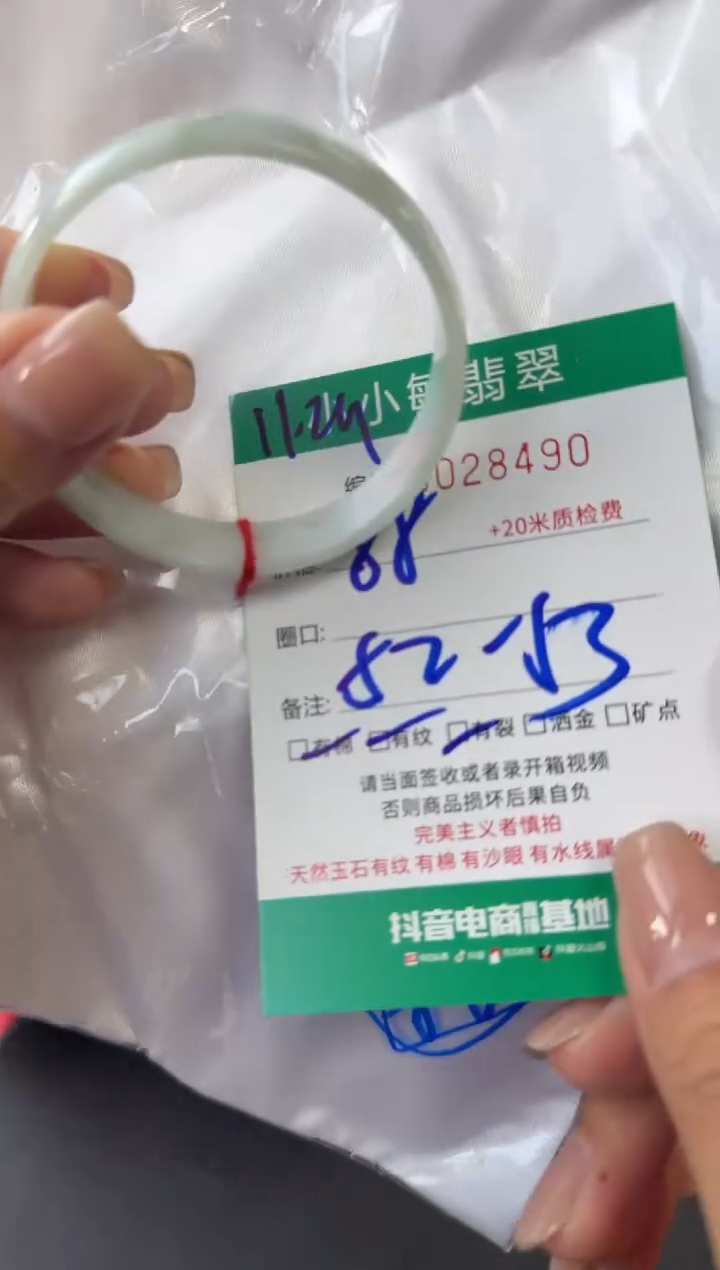 小敏翡翠
11.24
028490
+20米质检费
68
圈口:
52-53
备注:
□有棉 □有纹 □有裂 □洒金 □矿点
请当面签收或者录开箱视频
否则商品损坏后果自负
完美主义者慎拍
天然玉石有纹 有棉 有沙眼 有水线属
抖音电商 基地